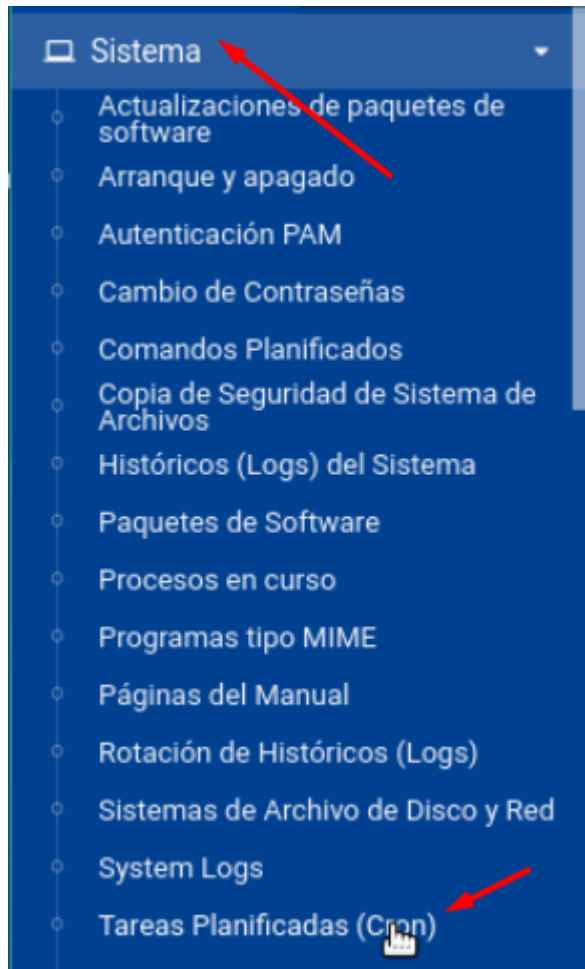 Sistema
Actualizaciones de paquetes de
software
Arranque y apagado
Autenticación PAM
Cambio de Contraseñas
Comandos Planificados
Copia de Seguridad de Sistema de
Archivos
Históricos (Logs) del Sistema
Paquetes de Software
Procesos en curso
Programas tipo MIME
Páginas del Manual
Rotación de Históricos (Logs)
Sistemas de Archivo de Disco y Red
System Logs
Tareas Planificadas (Cron)